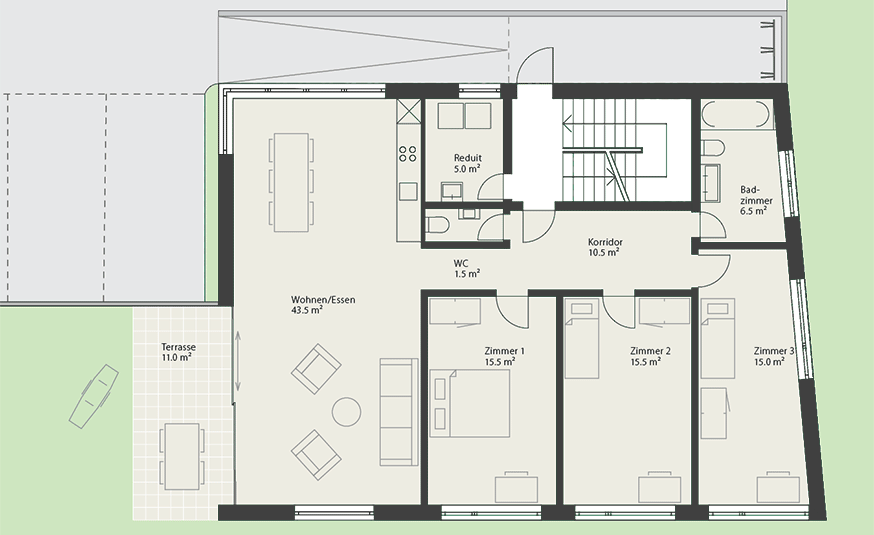 Reduit
5.0 m²
Bad-
zimmer
6.5 m²
Korridor
10.5 m²
WC
1.5 m²
Wohnen/Essen
43.5 m²
Terrasse
11.0 m²
Zimmer 1
15.5 m²
Zimmer 2
15.5 m²
Zimmer 3
15.0 m²